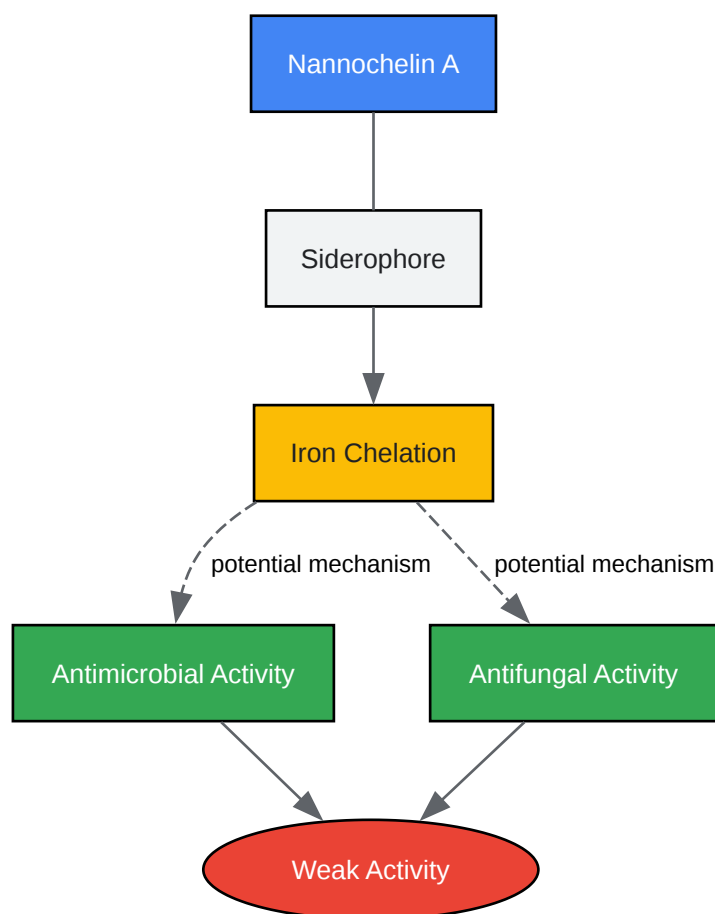 Nannochelin A
Siderophore
Iron Chelation
potential mechanism
potential mechanism
Antimicrobial Activity
Antifungal Activity
Weak Activity